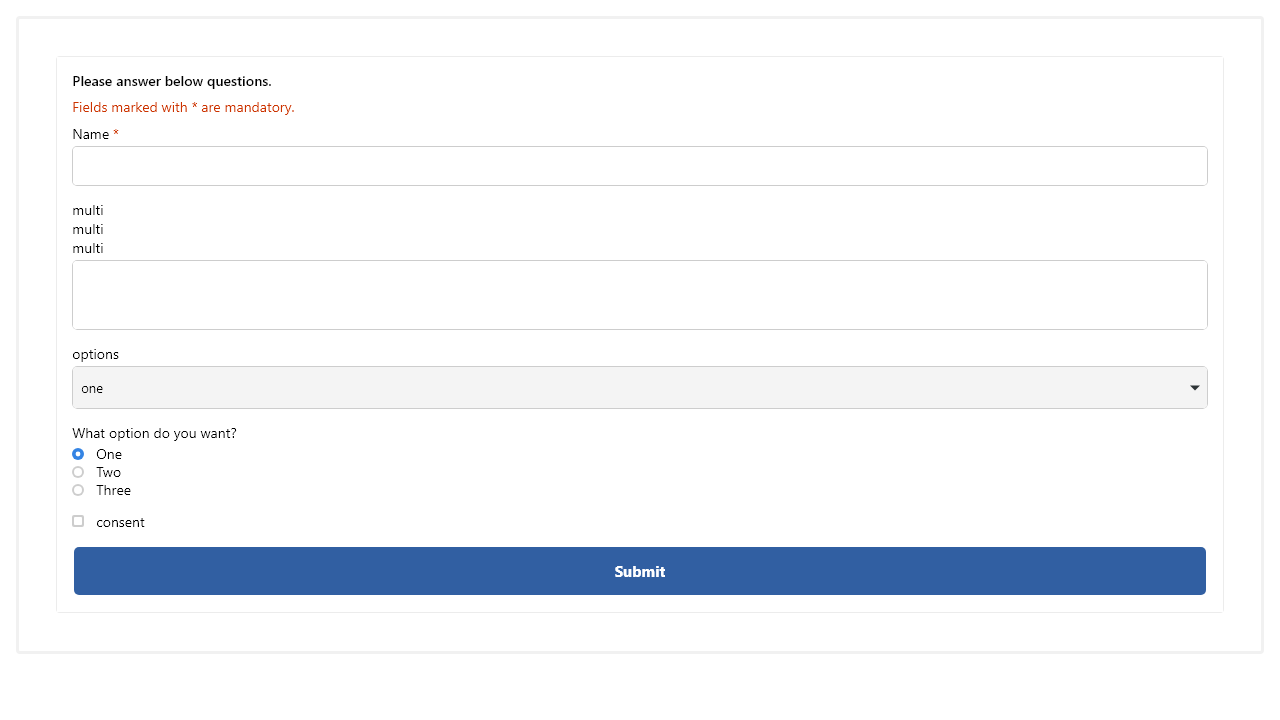 Please answer below questions.
Fields marked with * are mandatory.
Name *
multi
multi
multi
options
one
What option do you want?
One
Two
Three
consent
Submit